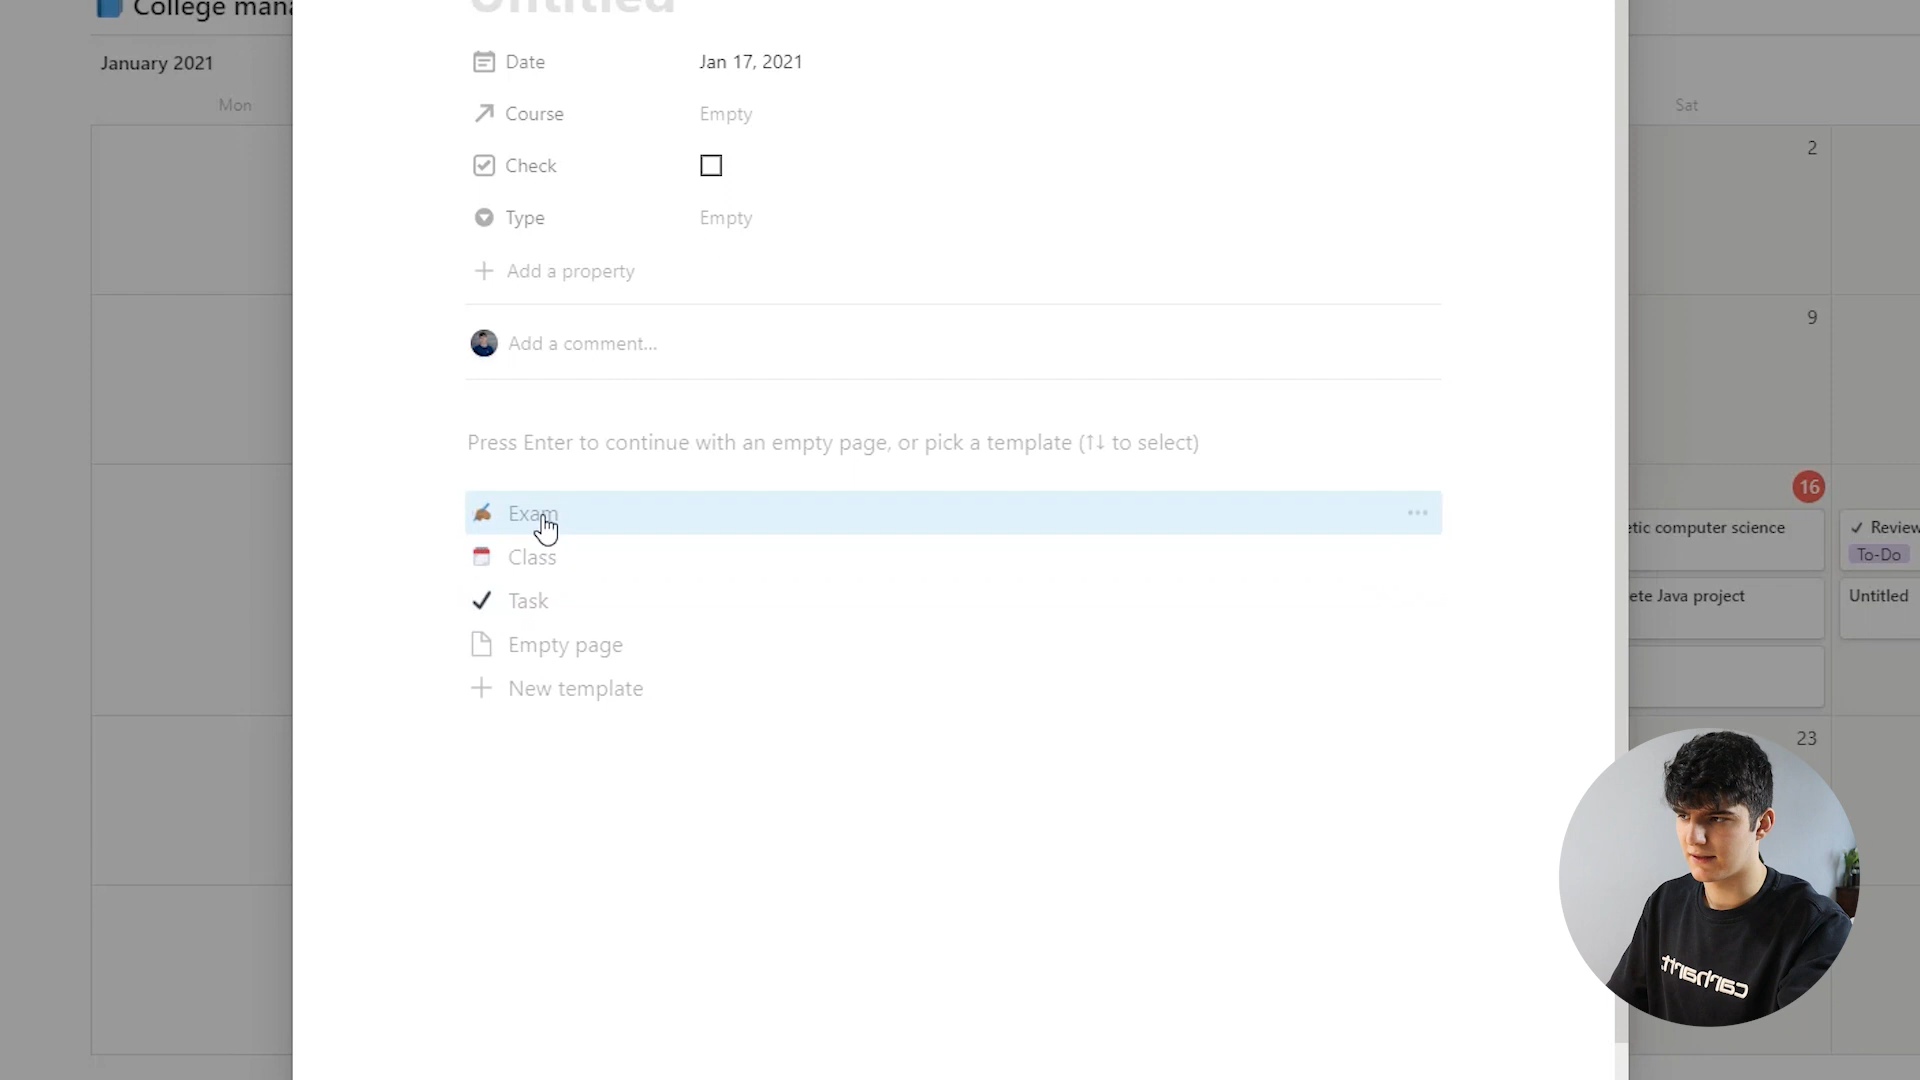 College mana
Untitled
January 2021
Mon
Sat
Date Jan 17, 2021
Course Empty
Check
Type Empty
Add a property
Add a comment...
Press Enter to continue with an empty page, or pick a template (↑↓ to select)
Exam
Class
Task
Empty page
New template
2
9
16
etic computer science
ete Java project
✓ Review
To-Do
Untitled
23
carhartt